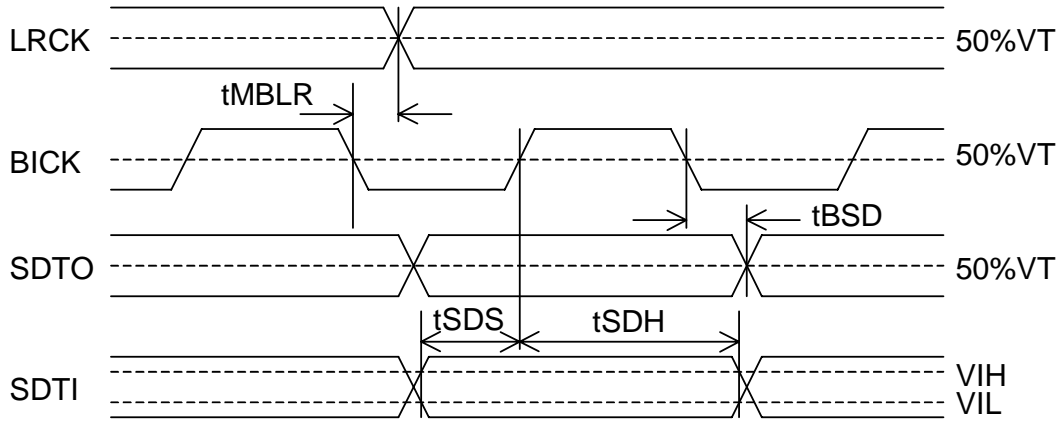 LRCK 50%VT
tMBLR
BICK 50%VT
tBSD
SDTO 50%VT
tSDS tSDH
SDTI VIH
VIL